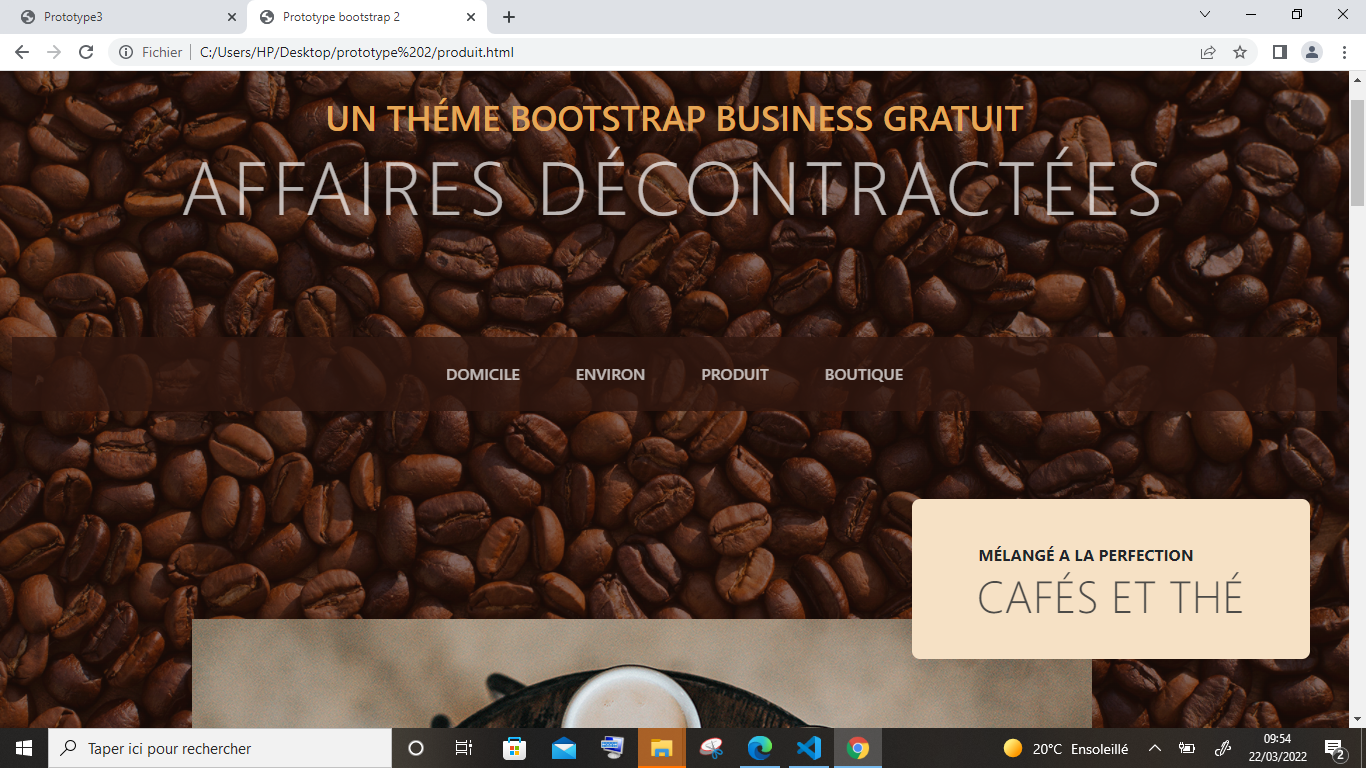 Prototype3
Prototype bootstrap 2
Fichier
C:/Users/HP/Desktop/prototype%202/produit.html
UN THÉME BOOTSTRAP BUSINESS GRATUIT
AFFAIRES DÉCONTRACTÉES
DOMICILE ENVIRON PRODUIT BOUTIQUE
MÉLANGÉ A LA PERFECTION
CAFÉS ET THÉ
Taper ici pour rechercher
20°C Ensoleillé
09:54
22/03/2022
2